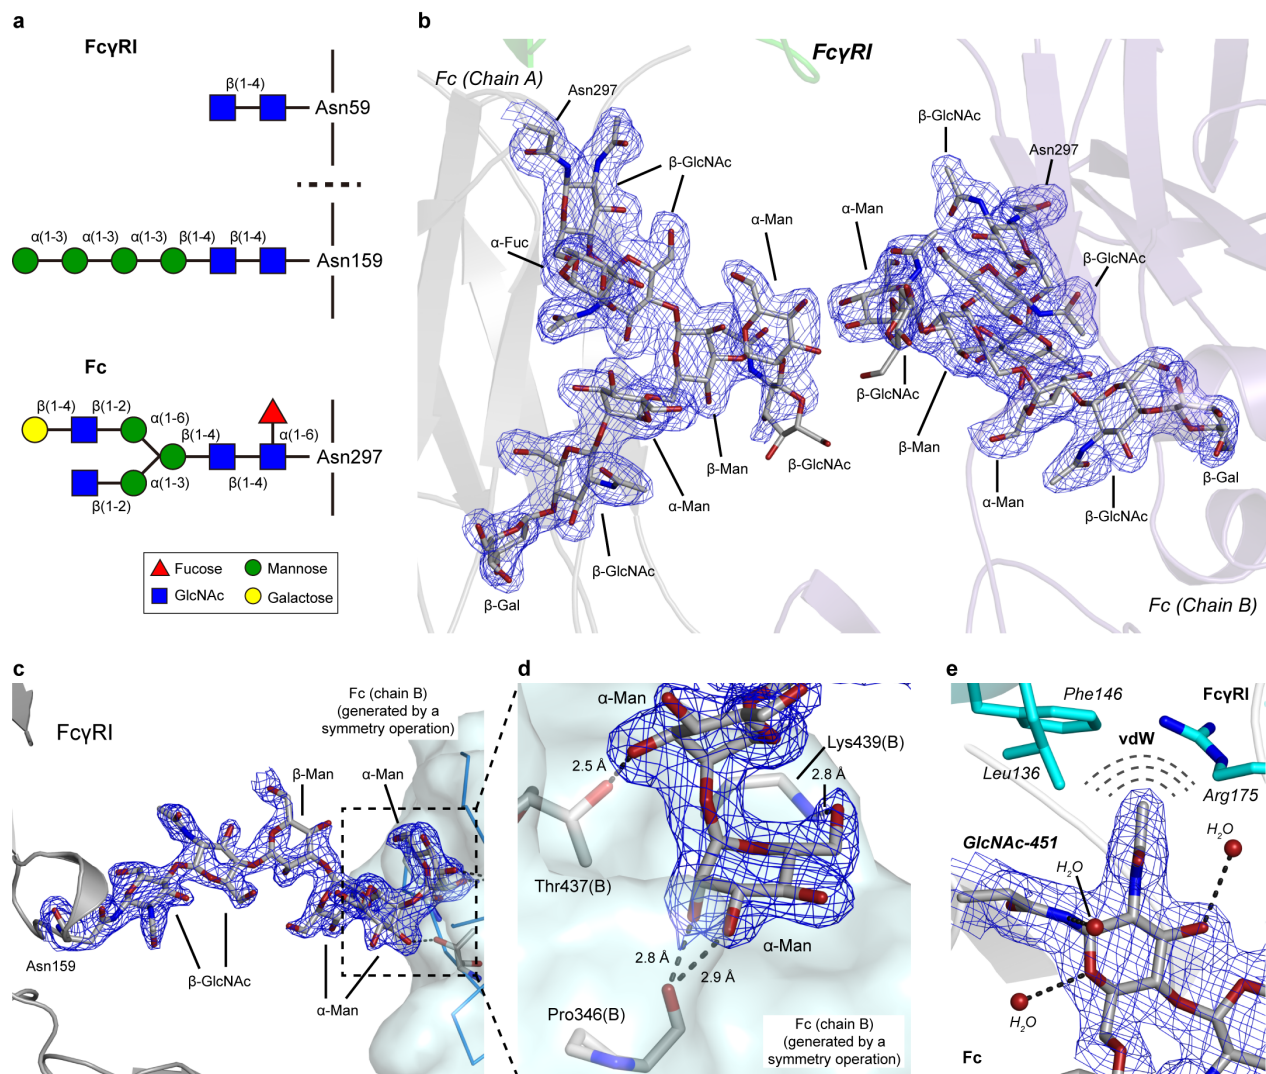 a
FcγRI
β(1-4)
Asn59
α(1-3) α(1-3) α(1-3) β(1-4) β(1-4)
Asn159
Fc
β(1-4) β(1-2) α(1-6) β(1-4) α(1-6)
Asn297
α(1-3) β(1-4)
β(1-2)
Fucose Mannose
GlcNAc Galactose
b
FcγRI
Fc (Chain A)
Asn297
β-GlcNAc
α-Man
α-Fuc
β-Man
β-GlcNAc
α-Man
β-GlcNAc
β-Gal
β-GlcNAc
Asn297
α-Man
β-GlcNAc
β-GlcNAc
β-Man
α-Man
β-GlcNAc
β-Gal
Fc (Chain B)
c
FcγRI
Fc (chain B)
(generated by a
symmetry operation)
β-Man
α-Man
Asn159
β-GlcNAc
α-Man
d
α-Man
Lys439(B)
2.5 Å
2.8 Å
Thr437(B)
α-Man
2.8 Å
2.9 Å
Pro346(B)
Fc (chain B)
(generated by a
symmetry operation)
e
Phe146
FcγRI
vdW
Leu136
Arg175
GlcNAc-451
H2O
H2O
H2O
Fc